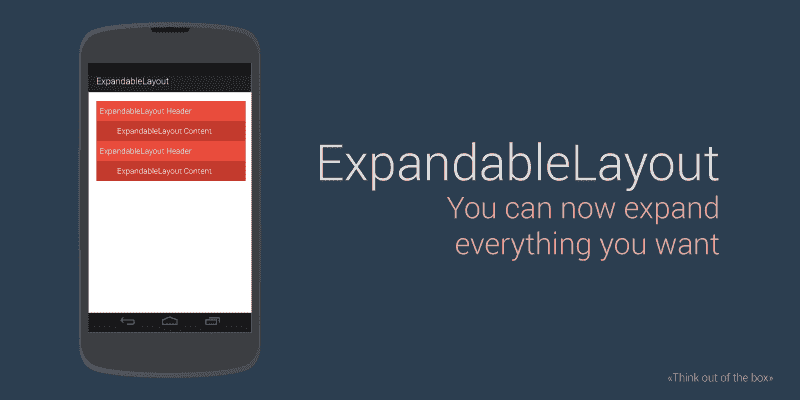 ExpandableLayout
ExpandableLayout Header
ExpandableLayout Content
ExpandableLayout Header
ExpandableLayout Content
ExpandableLayout
You can now expand
everything you want
«Think out of the box»